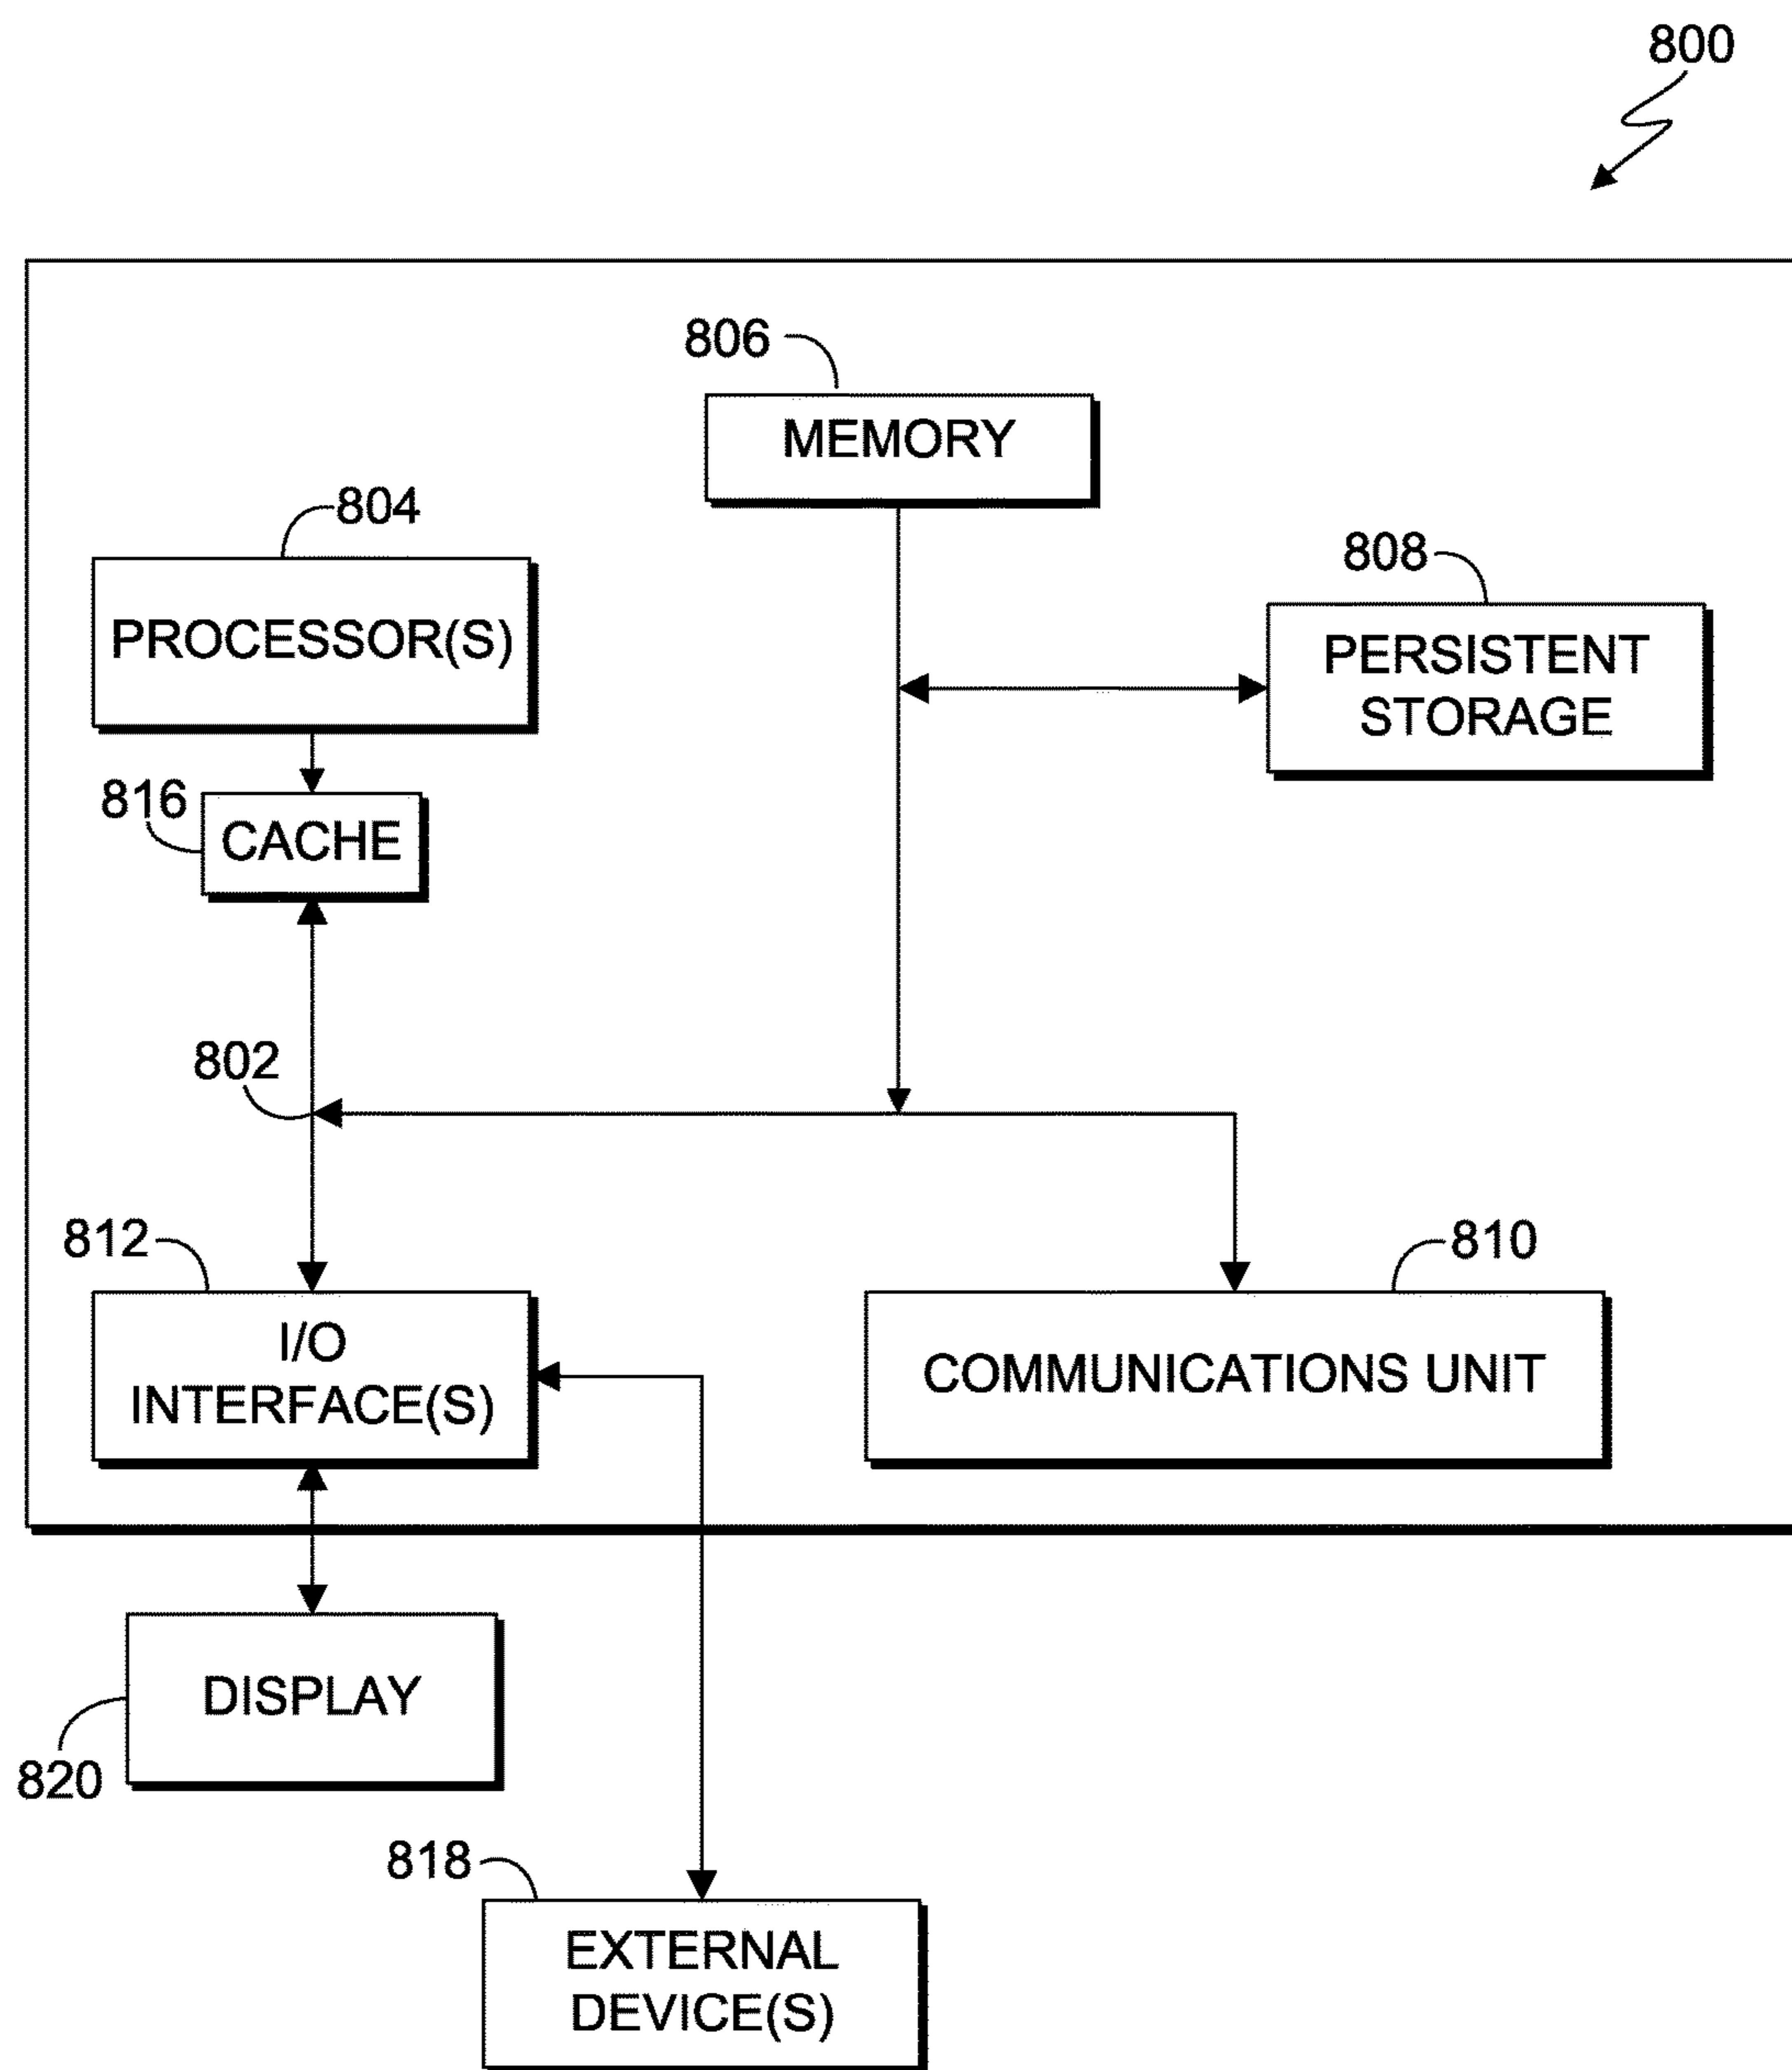 800
806
MEMORY
804
PROCESSOR(S)
808
PERSISTENT
STORAGE
816
CACHE
802
812
I/O
INTERFACE(S)
810
COMMUNICATIONS UNIT
DISPLAY
820
818
EXTERNAL
DEVICE(S)